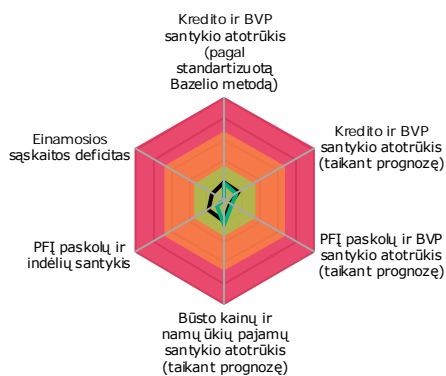 Kredito ir BVP
santykio atotrūkis
(pagal
standartizuotą
Bazelio metodą)
Kredito ir BVP
santykio atotrūkis
(taikant prognozę)
PFĮ paskolų ir BVP
santykio atotrūkis
(taikant prognozę)
Būsto kainų ir
namų ūkių pajamų
santykio atotrūkis
(taikant prognozę)
PFĮ paskolų ir
indėlių santykis
Einamosios
sąskaitos deficitas